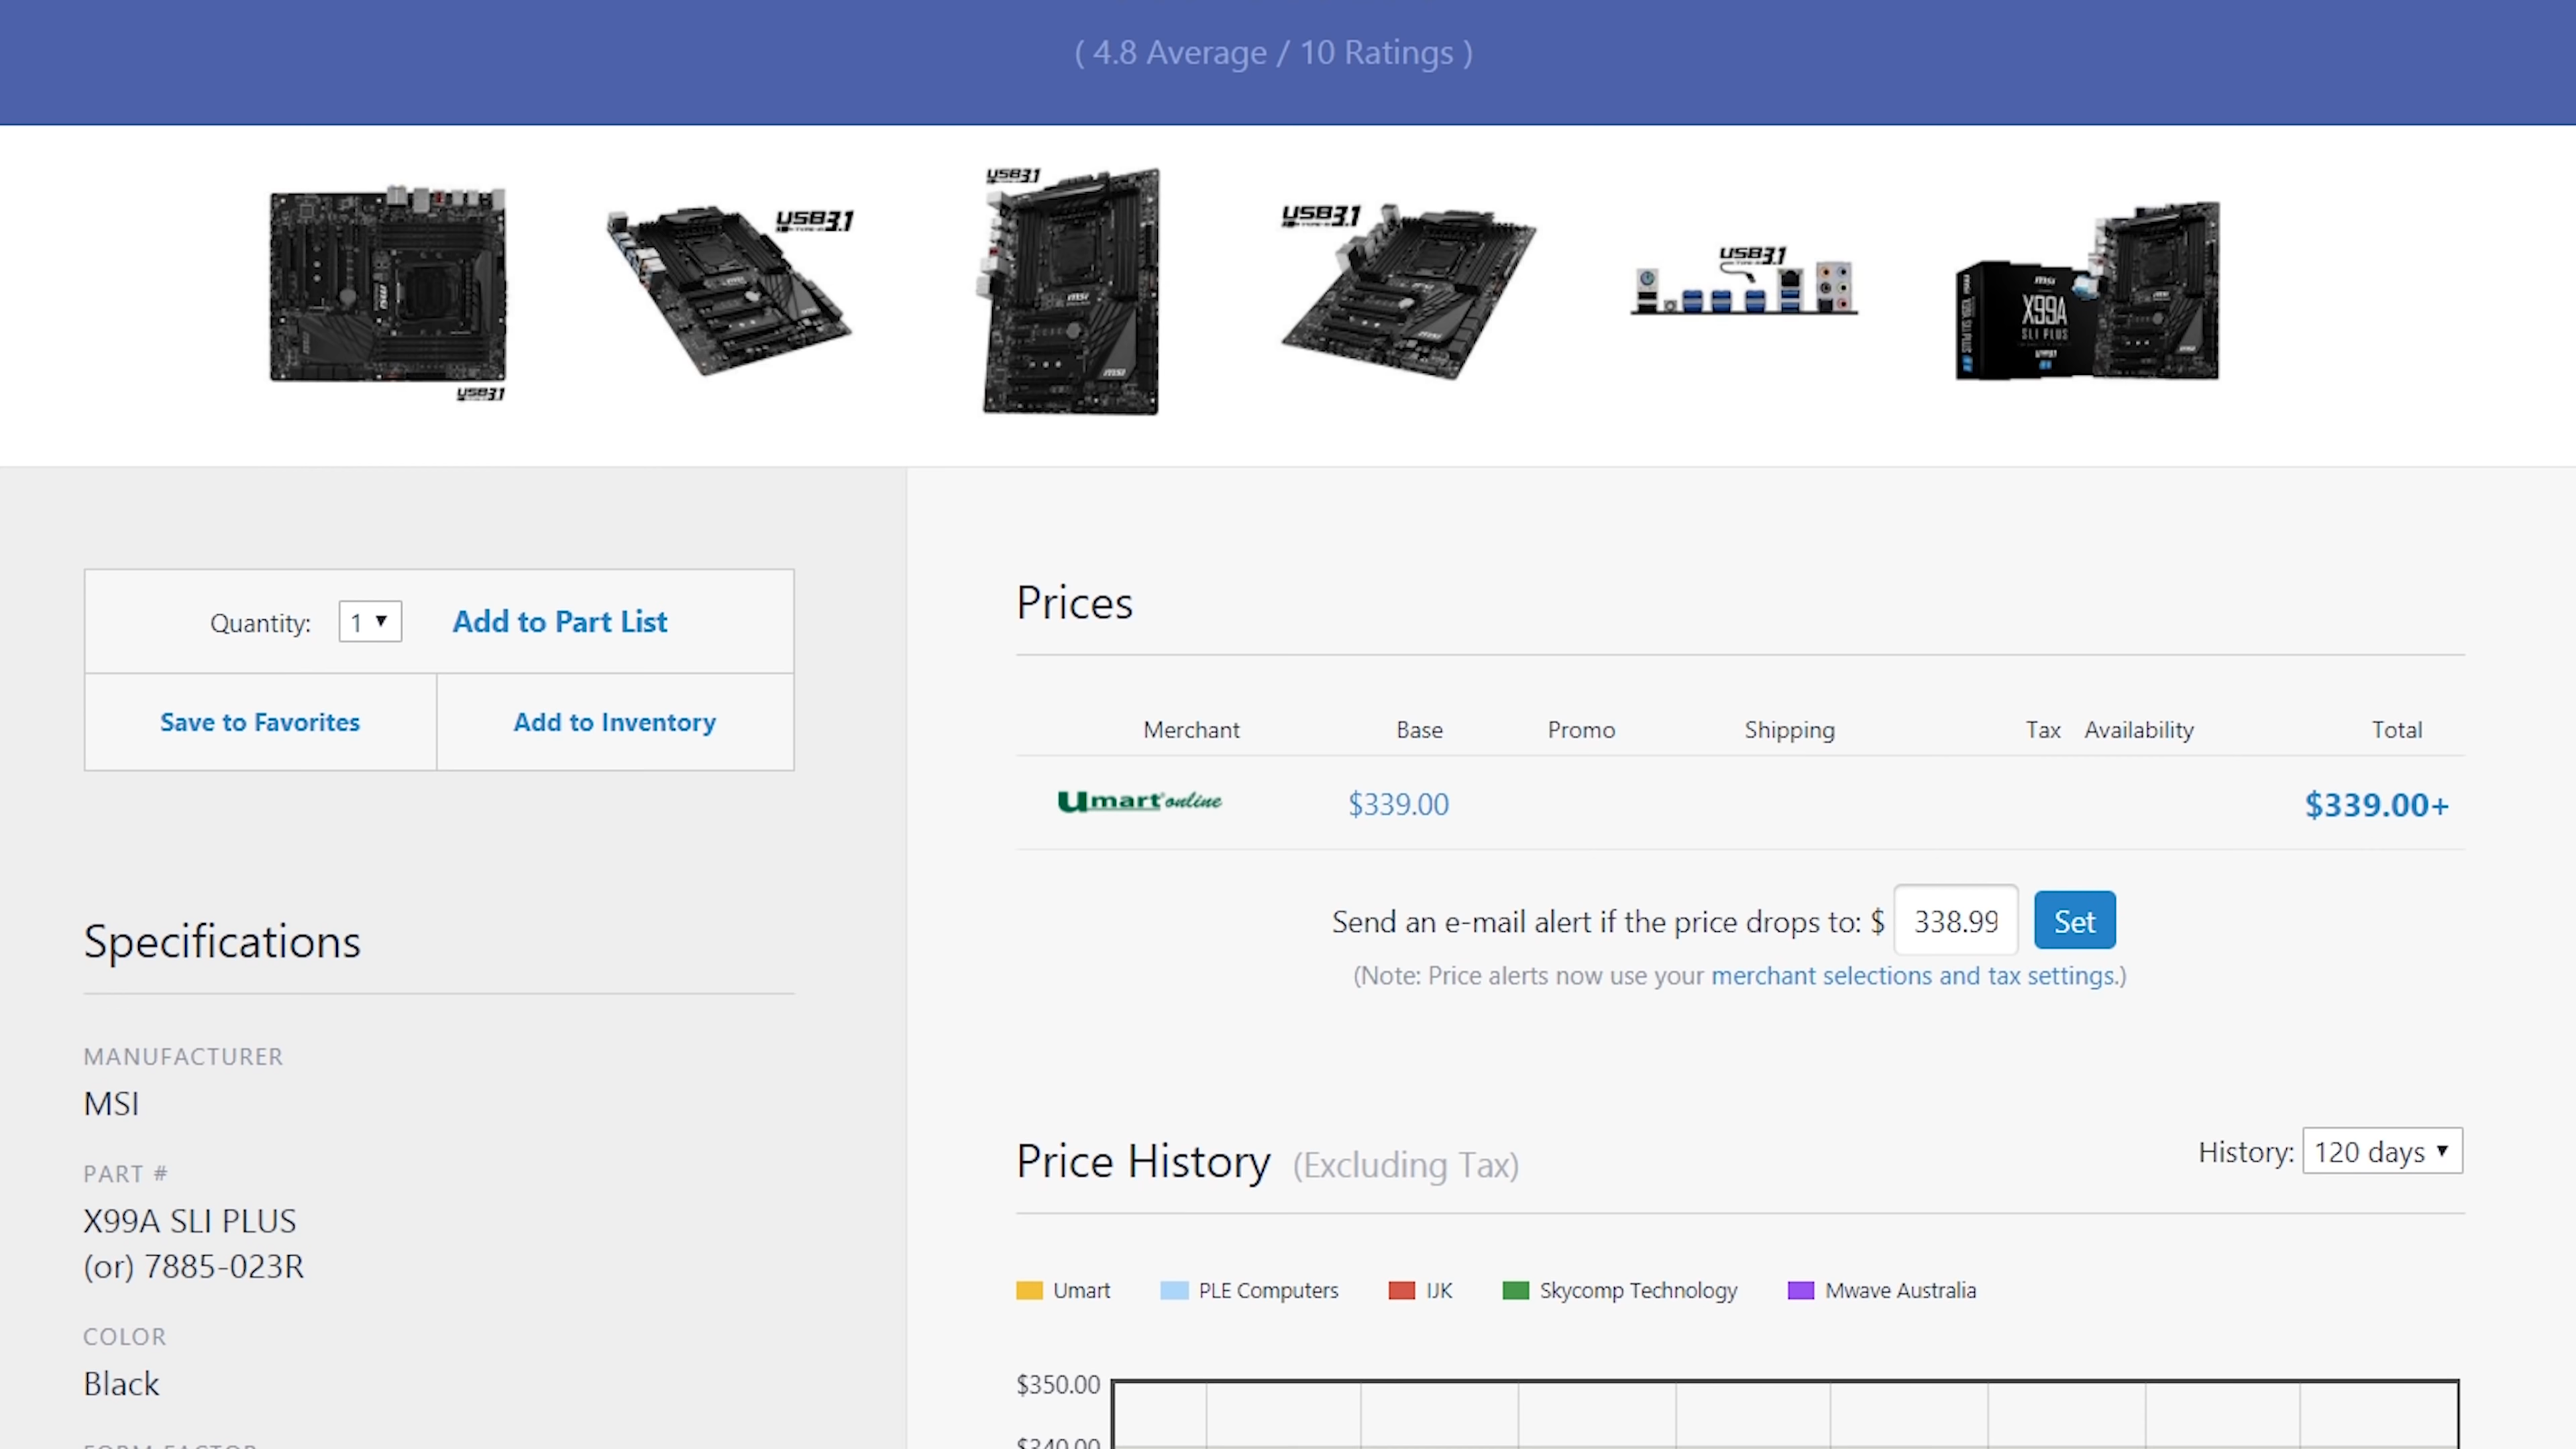 ( 4.8 Average / 10 Ratings )
USB3.1
USB3.1
USB3.1
USB3.1
USB3.1
msi
X99A
SLI PLUS
Quantity: 1 Add to Part List
Save to Favorites Add to Inventory
Specifications
MANUFACTURER
MSI
PART #
X99A SLI PLUS
(or) 7885-023R
COLOR
Black
FORM FACTOR
Prices
Merchant Base Promo Shipping Tax Availability Total
Umart online $339.00 $339.00+
Send an e-mail alert if the price drops to: $ 338.99 Set
(Note: Price alerts now use your merchant selections and tax settings.)
Price History (Excluding Tax) History: 120 days
Umart PLE Computers IJK Skycomp Technology Mwave Australia
$350.00
$340.00